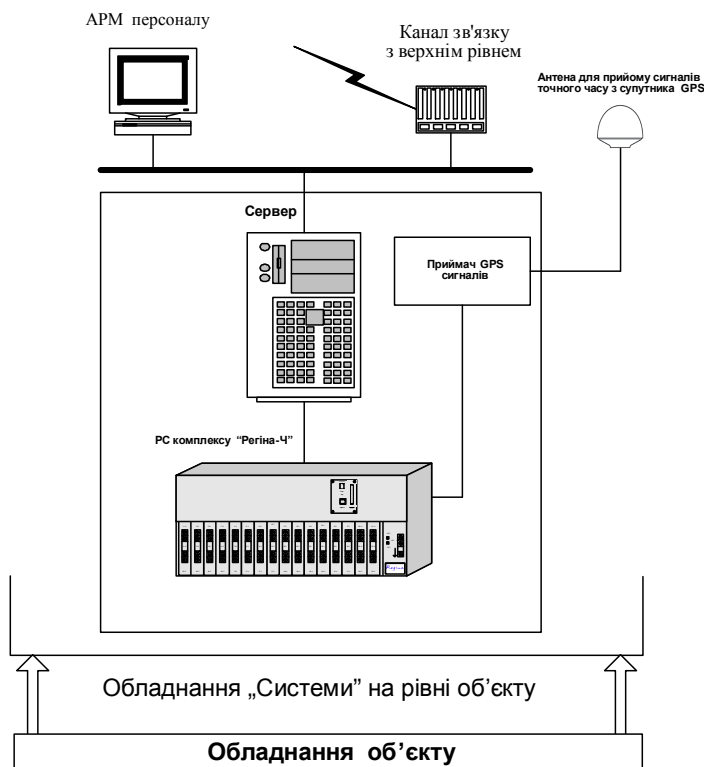 АРМ персоналу
Канал зв'язку
з верхнім рівнем
Антена для прийому сигналів
точного часу з супутника GPS
Сервер
Приймач GPS
сигналів
РС комплексу “Регіна-Ч”
Обладнання „Системи” на рівні об’єкту
Обладнання об’єкту